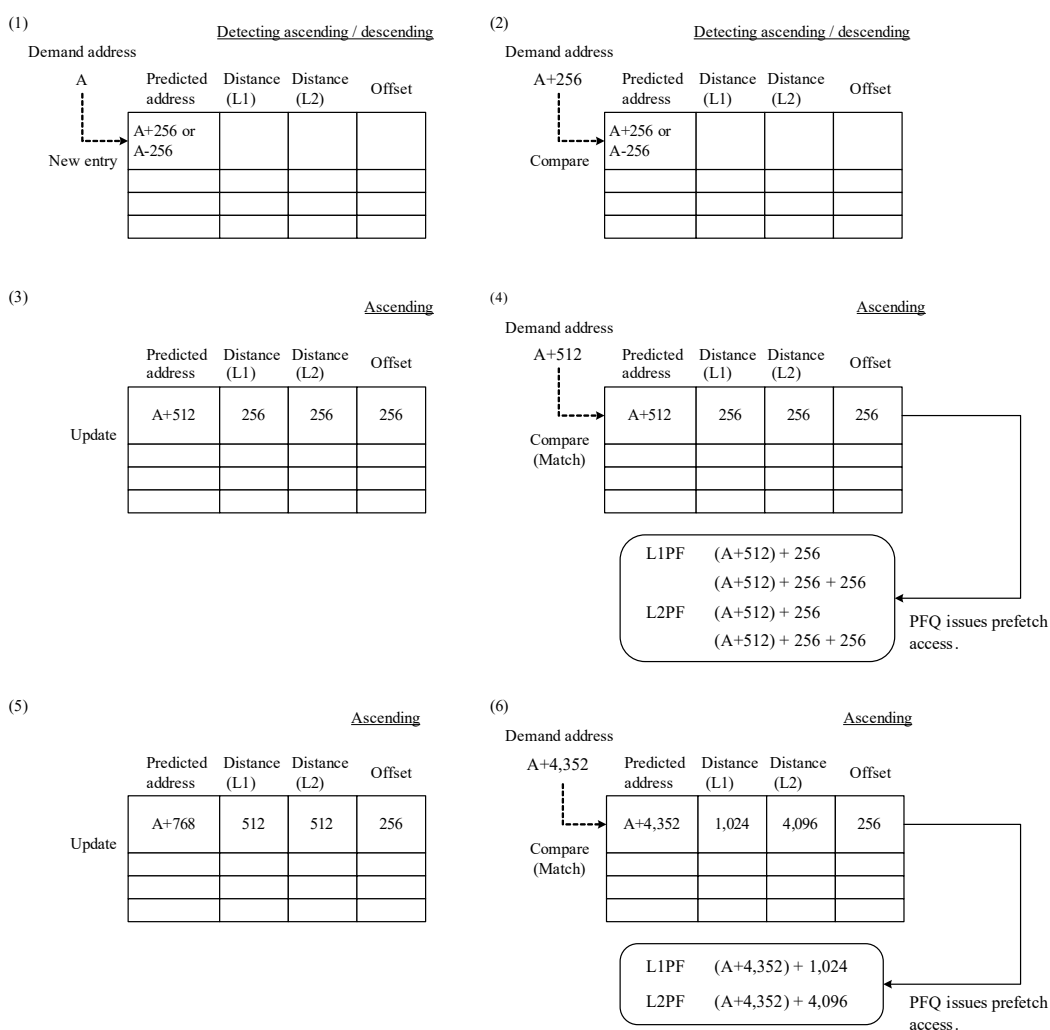 (1)
Detecting ascending / descending
Demand address
A
Predicted address
Distance (L1)
Distance (L2)
Offset
A+256 or
A-256
New entry
(2)
Detecting ascending / descending
Demand address
A+256
Predicted address
Distance (L1)
Distance (L2)
Offset
A+256 or
A-256
Compare
(3)
Ascending
Predicted address
Distance (L1)
Distance (L2)
Offset
Update
A+512 256 256 256
(4)
Ascending
Demand address
A+512
Predicted address
Distance (L1)
Distance (L2)
Offset
A+512 256 256 256
Compare
(Match)
L1PF (A+512) + 256
(A+512) + 256 + 256
L2PF (A+512) + 256
(A+512) + 256 + 256
PFQ issues prefetch
access.
(5)
Ascending
Predicted address
Distance (L1)
Distance (L2)
Offset
Update
A+768 512 512 256
(6)
Ascending
Demand address
A+4,352
Predicted address
Distance (L1)
Distance (L2)
Offset
A+4,352 1,024 4,096 256
Compare
(Match)
L1PF (A+4,352) + 1,024
L2PF (A+4,352) + 4,096
PFQ issues prefetch
access.